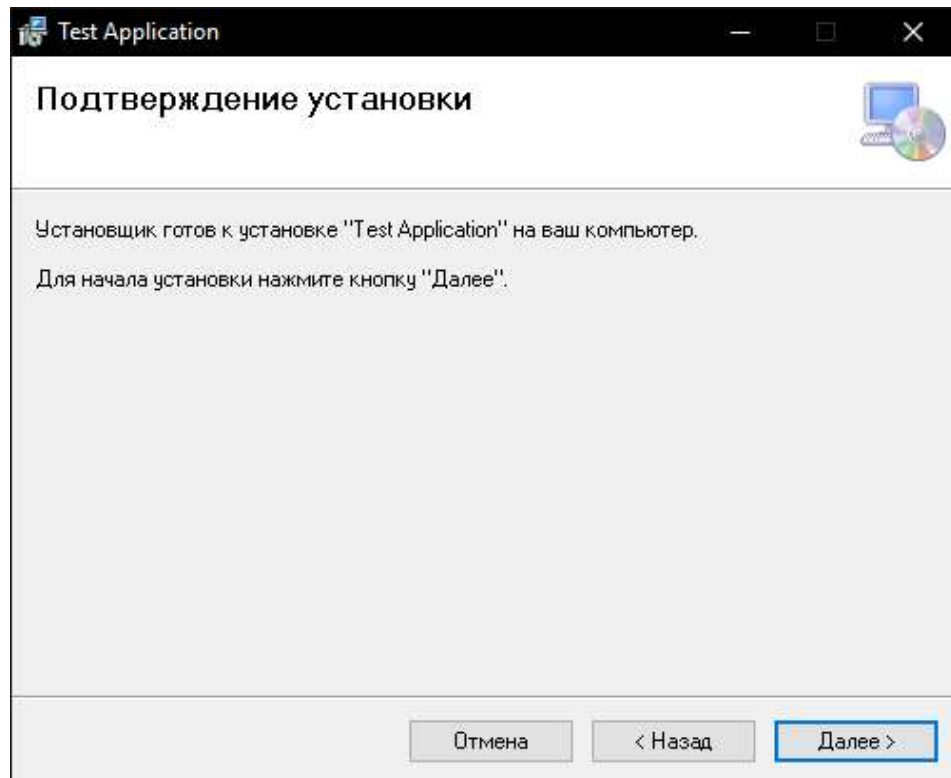 Test Application
Подтверждение установки
Установщик готов к установке "Test Application" на ваш компьютер.
Для начала установки нажмите кнопку "Далее".
Отмена
< Назад
Далее >